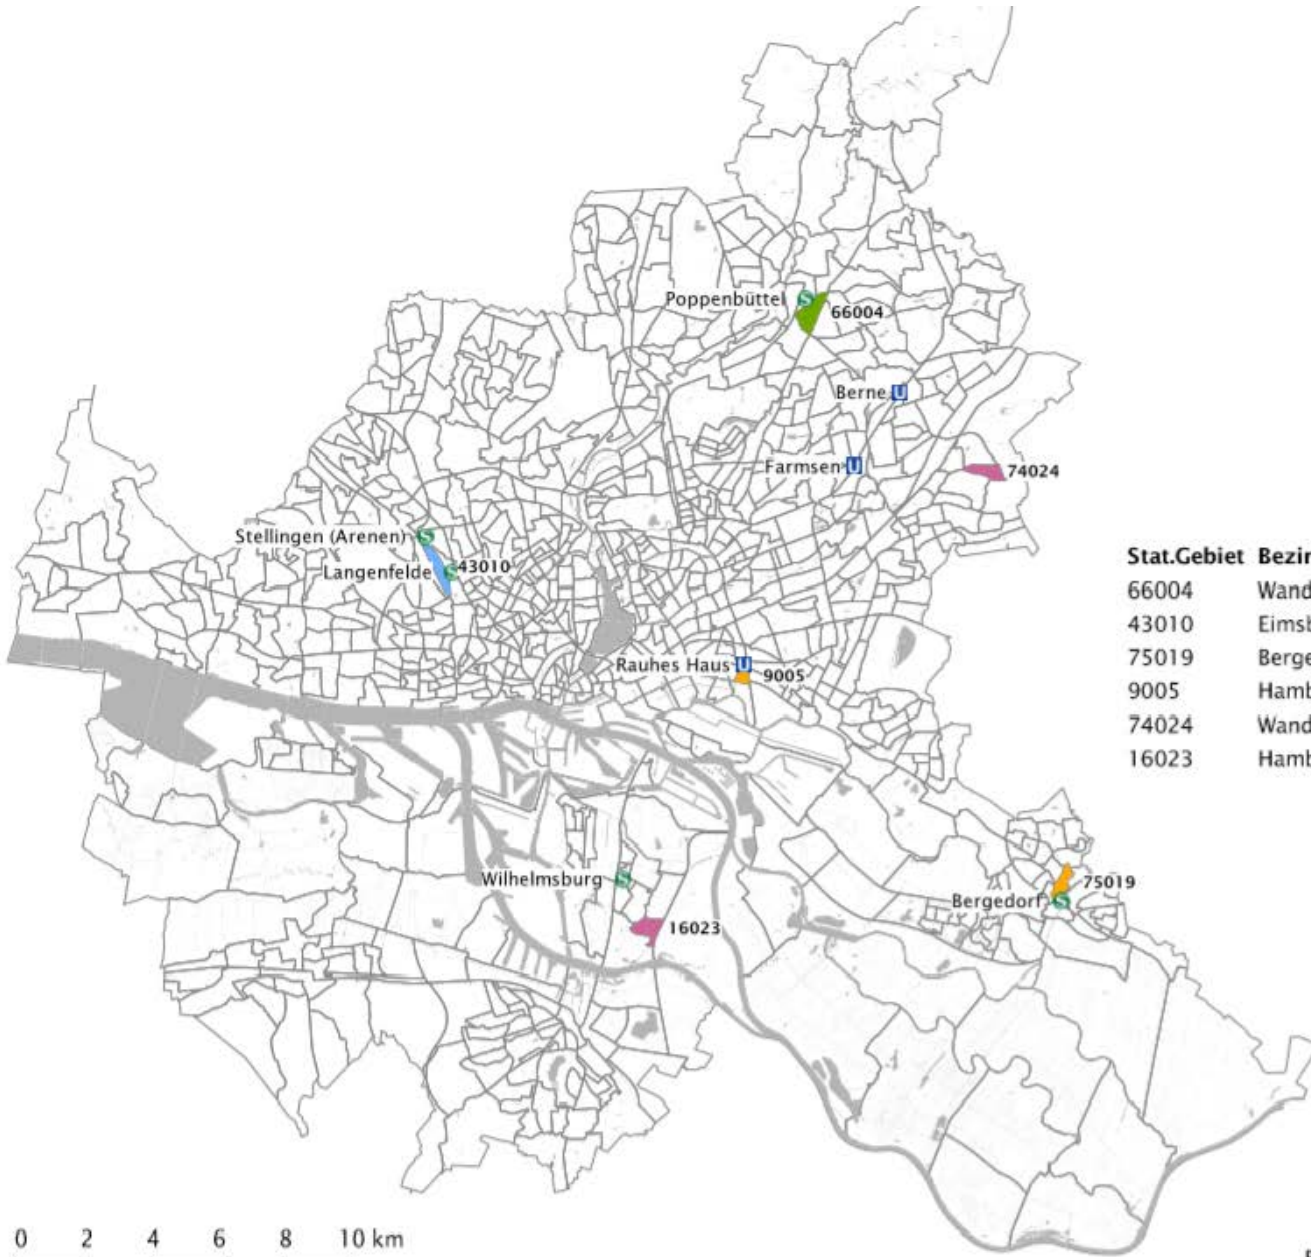 Poppenbüttel S
66004
Berne U
Farmsen U
74024
Stellingen (Arenen) S
Langenfelde S 43010
Stat.Gebiet
66004
43010
75019
9005
74024
16023
Rauhes Haus U
9005
Wilhelmsburg S
16023
75019
Bergedorf S
0 2 4 6 8 10 km